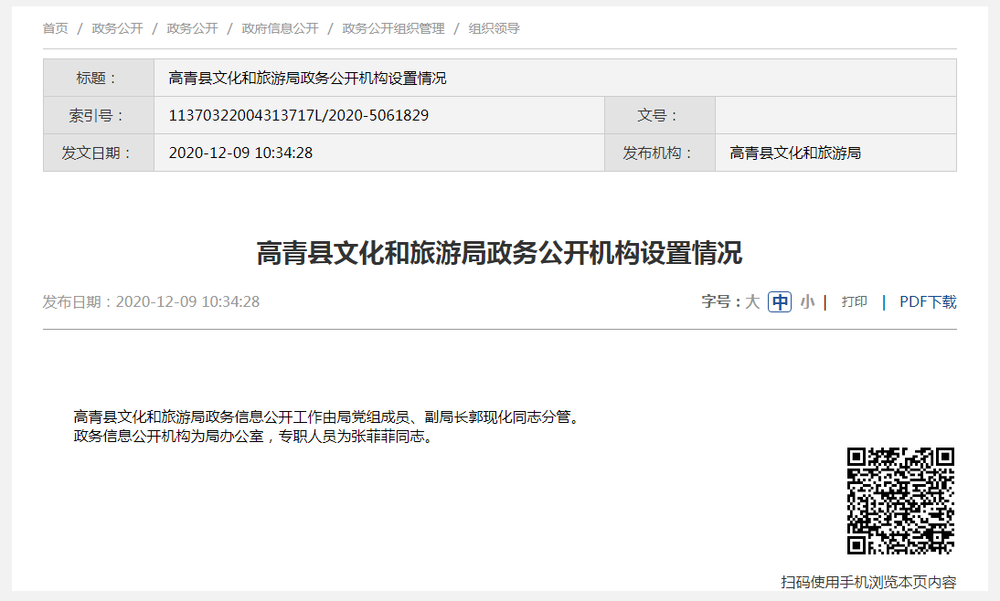 首页 / 政务公开 / 政务公开 / 政府信息公开 / 政务公开组织管理 / 组织领导
标题： 高青县文化和旅游局政务公开机构设置情况
索引号： 11370322004313717L/2020-5061829 文号：
发文日期： 2020-12-09 10:34:28 发布机构： 高青县文化和旅游局
高青县文化和旅游局政务公开机构设置情况
发布日期：2020-12-09 10:34:28 字号：大 中 小 | 打印 | PDF下载
高青县文化和旅游局政务信息公开工作由局党组成员、副局长郭现化同志分管。
政务信息公开机构为局办公室，专职人员为张菲菲同志。
扫码使用手机浏览本页内容